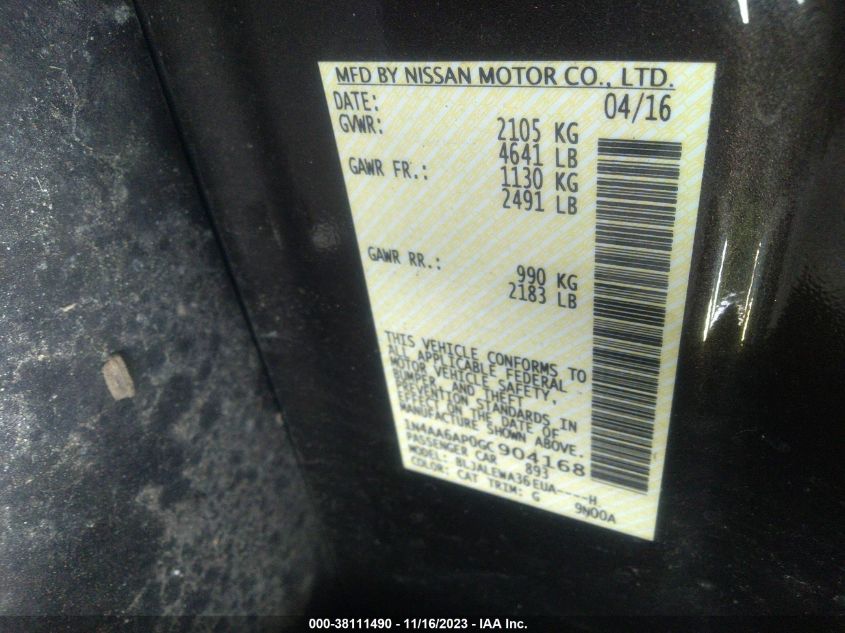 MFD BY NISSAN MOTOR CO., LTD.
DATE: 04/16
GVWR: 2105 KG
4641 LB
GAWR FR.: 1130 KG
2491 LB
GAWR RR.: 990 KG
2183 LB
THIS VEHICLE CONFORMS TO
ALL APPLICABLE FEDERAL
MOTOR VEHICLE SAFETY,
BUMPER, AND THEFT
PREVENTION STANDARDS IN
EFFECT ON THE DATE OF
MANUFACTURE SHOWN ABOVE.
1N4AA6AP0GC904168
PASSENGER CAR 893
MODEL: BLJALEWA36EUA----H
COLOR: CAT TRIM: G 9N00A
000-38111490 - 11/16/2023 - IAA Inc.